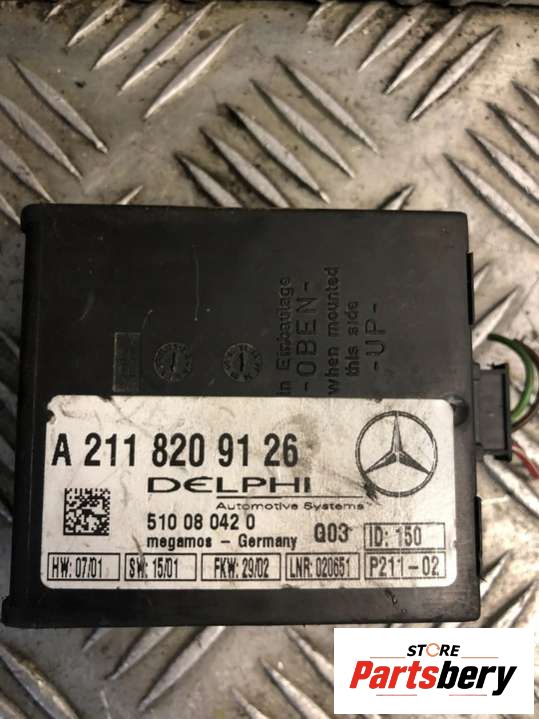 in Einbaulage
-OBEN-
when mounted
this side
-UP-
A 211 820 91 26
DELPHI
Automotive Systems
510 08 042 0
megamos - Germany
Q03
ID: 150
HW: 07/01
SW: 15/01
FKW: 29/02
LNR: 020651
P211-02
STORE
Partsbery